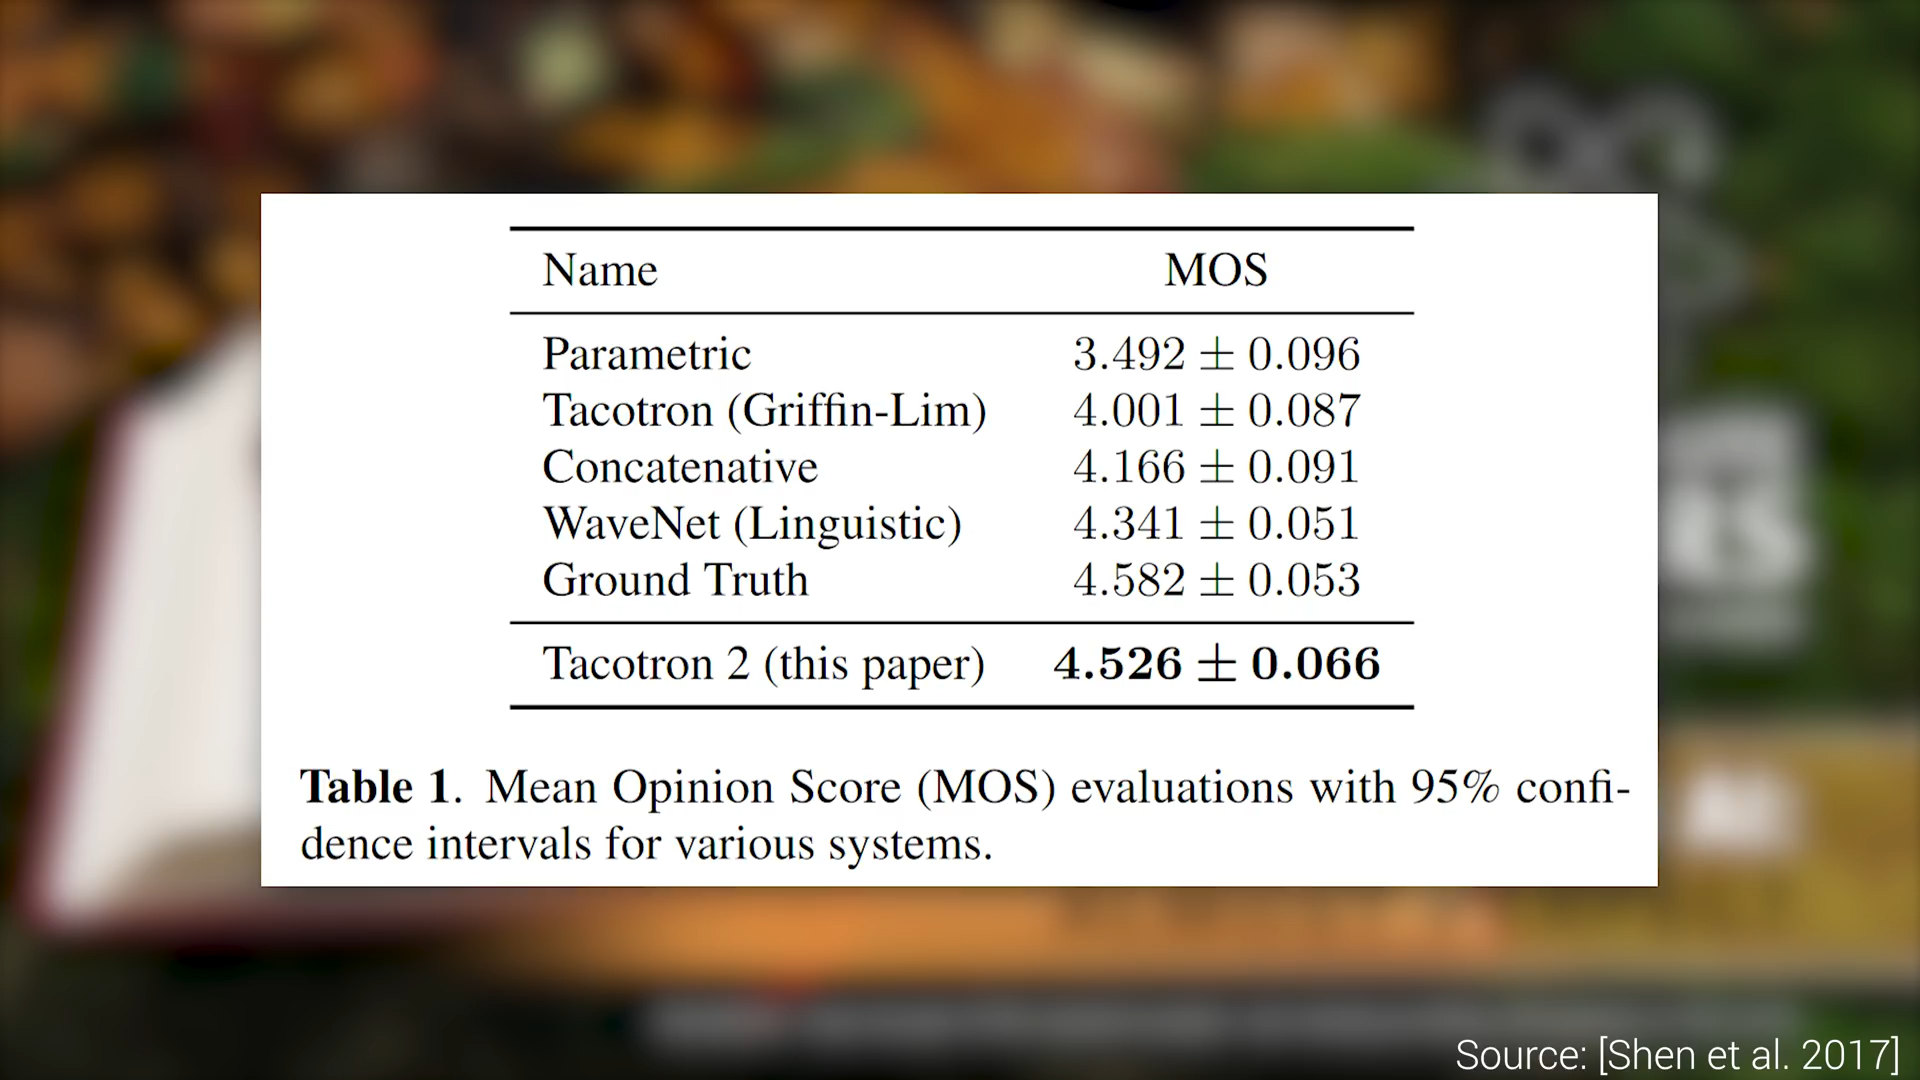 Name MOS
Parametric 3.492 ± 0.096
Tacotron (Griffin-Lim) 4.001 ± 0.087
Concatenative 4.166 ± 0.091
WaveNet (Linguistic) 4.341 ± 0.051
Ground Truth 4.582 ± 0.053
Tacotron 2 (this paper) 4.526 ± 0.066
Table 1. Mean Opinion Score (MOS) evaluations with 95% confi-
dence intervals for various systems.
Source: [Shen et al. 2017]